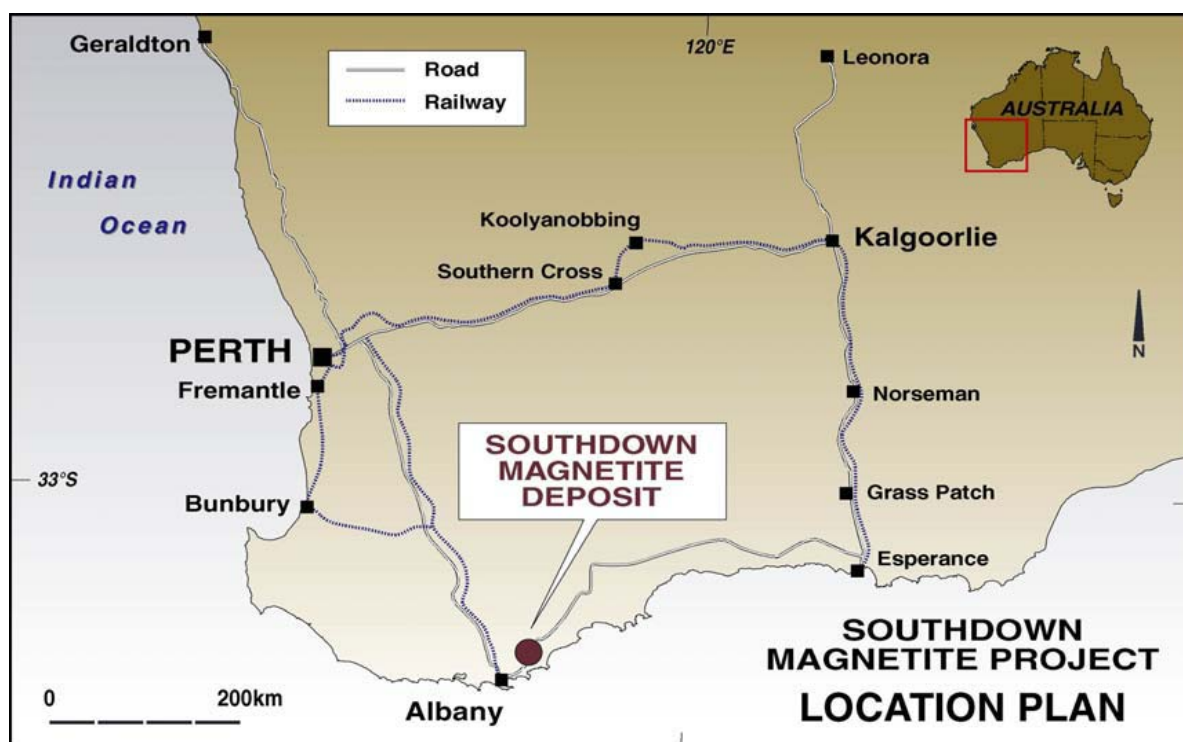 Geraldton
120°E
Leonora
Road
Railway
AUSTRALIA
Indian
Ocean
Koolyanobbing
Kalgoorlie
Southern Cross
N
PERTH
Fremantle
Norseman
SOUTHDOWN
MAGNETITE
DEPOSIT
33°S
Bunbury
Grass Patch
Esperance
SOUTHDOWN
MAGNETITE PROJECT
LOCATION PLAN
0 200km
Albany